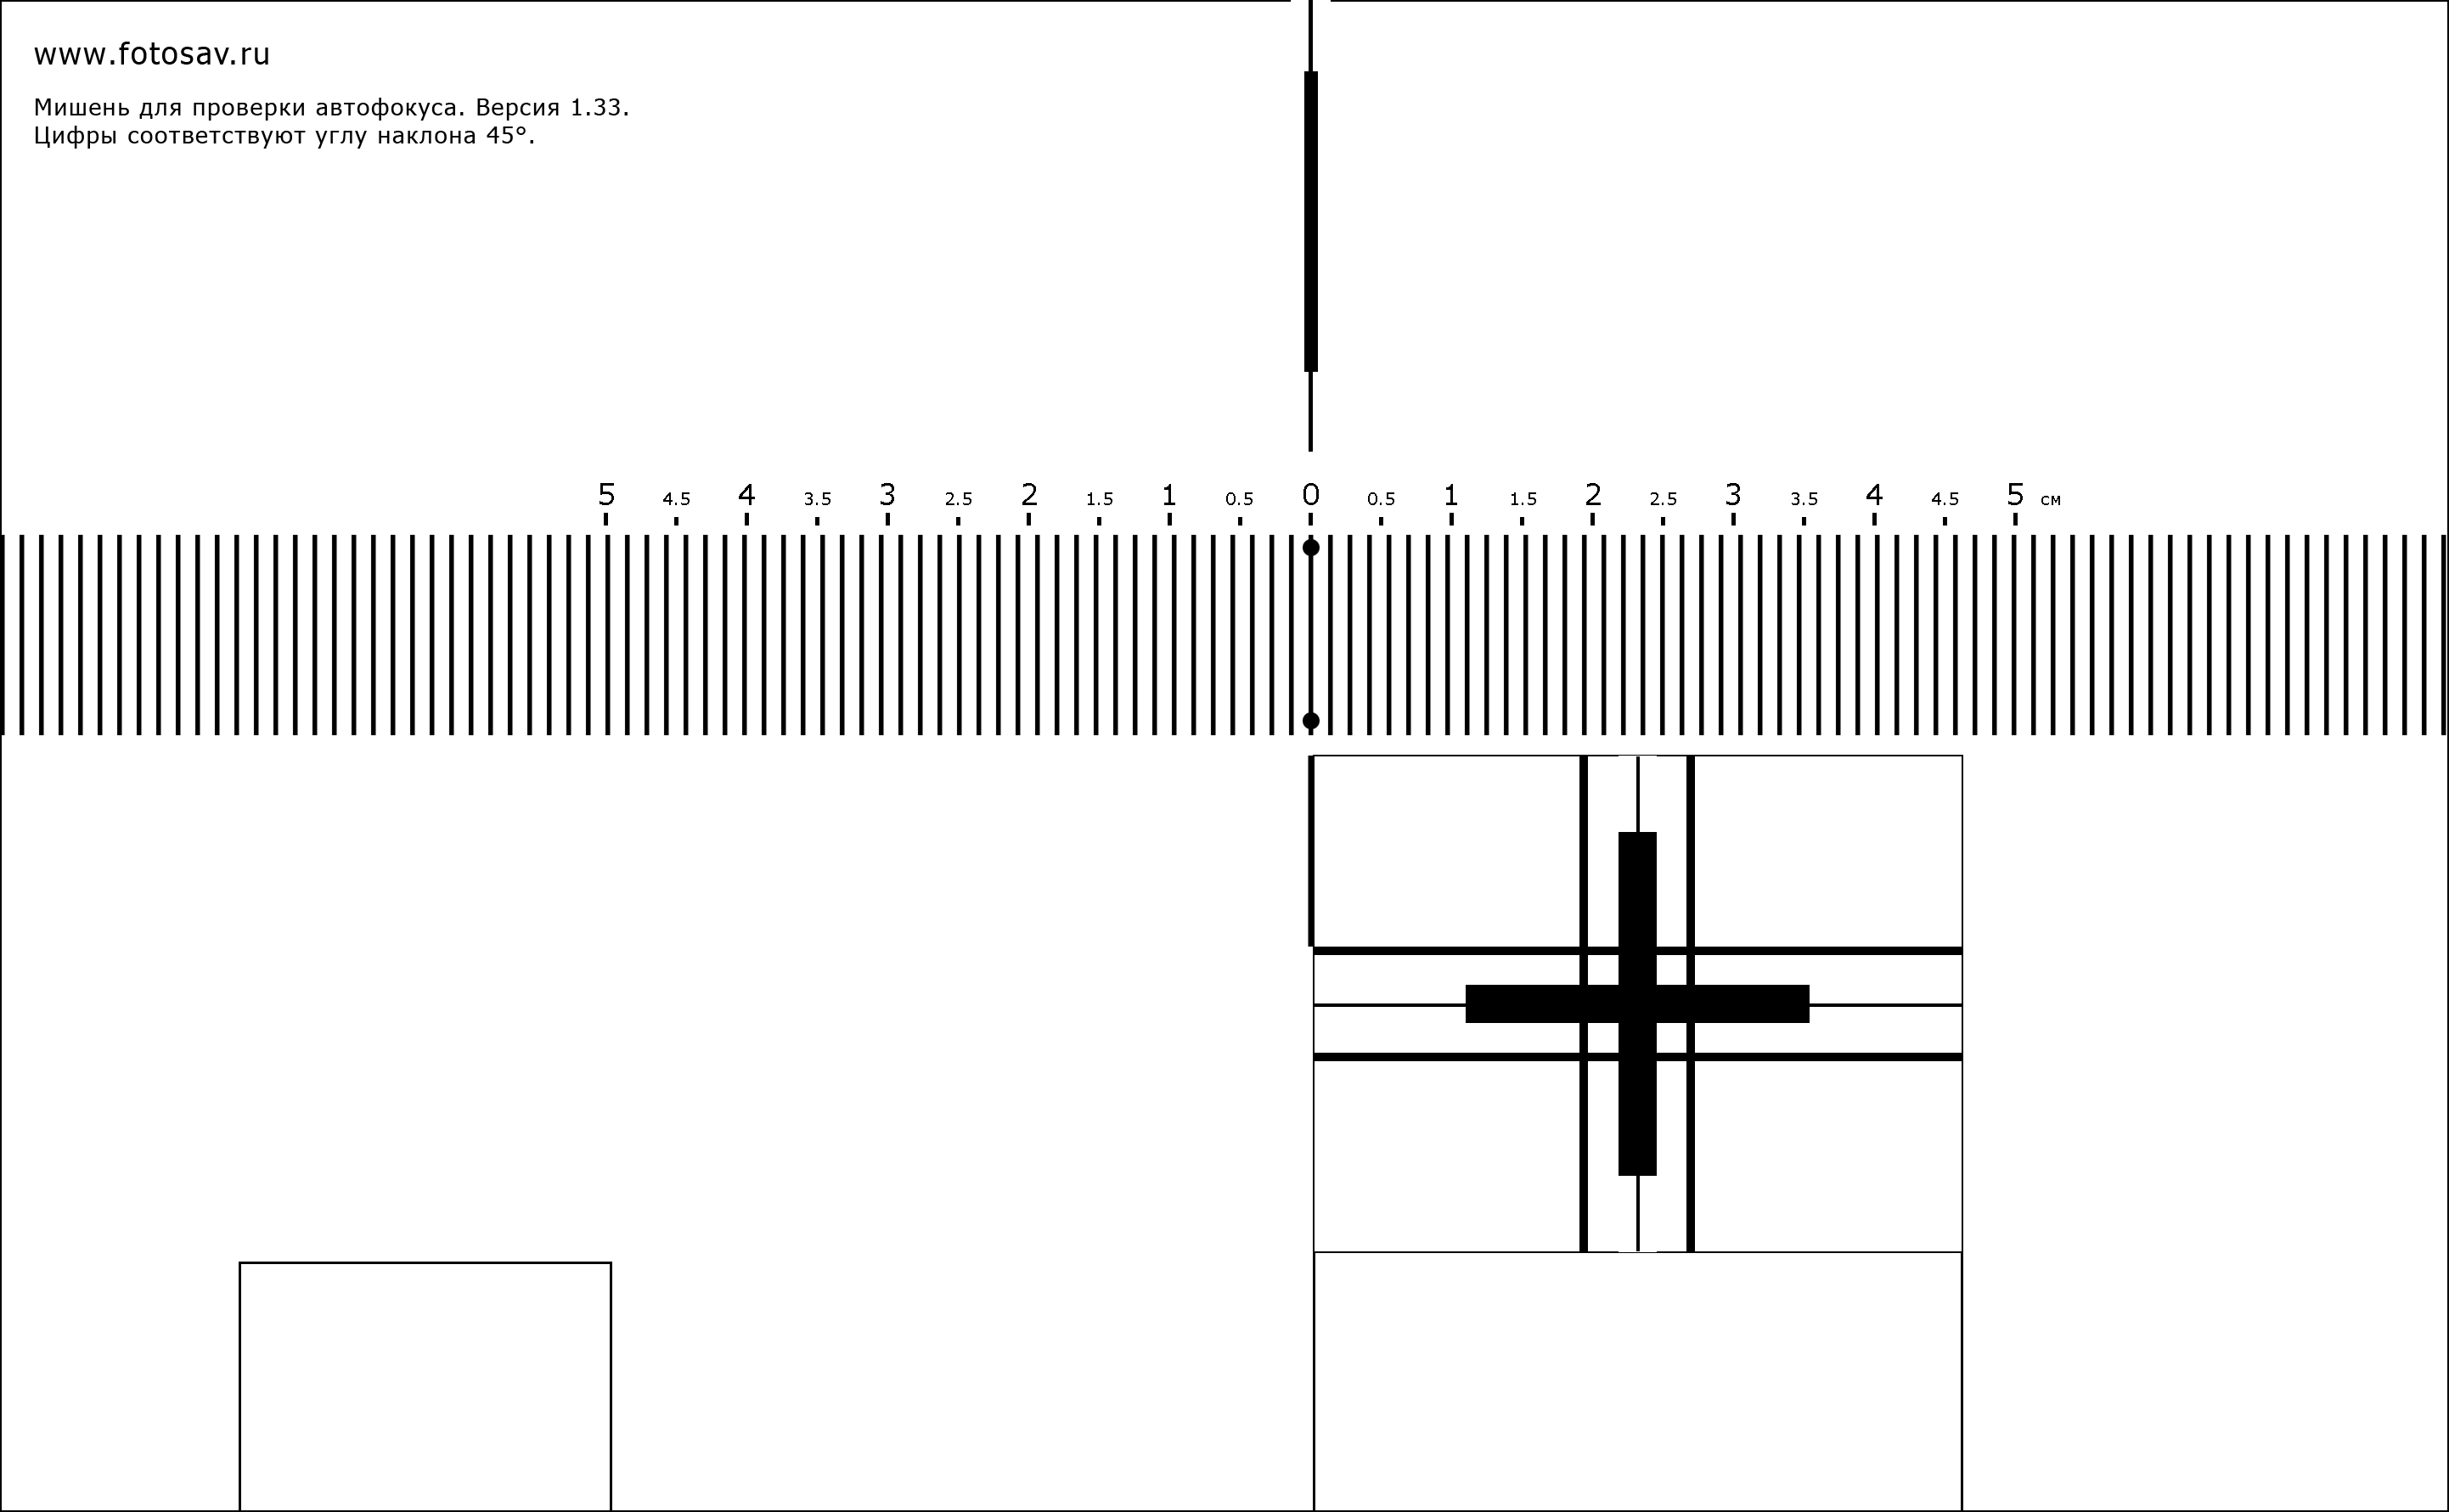 www.fotosav.ru
Мишень для проверки автофокуса. Версия 1.33.
Цифры соответствуют углу наклона 45°.
5 4.5 4 3.5 3 2.5 2 1.5 1 0.5 0 0.5 1 1.5 2 2.5 3 3.5 4 4.5 5 см